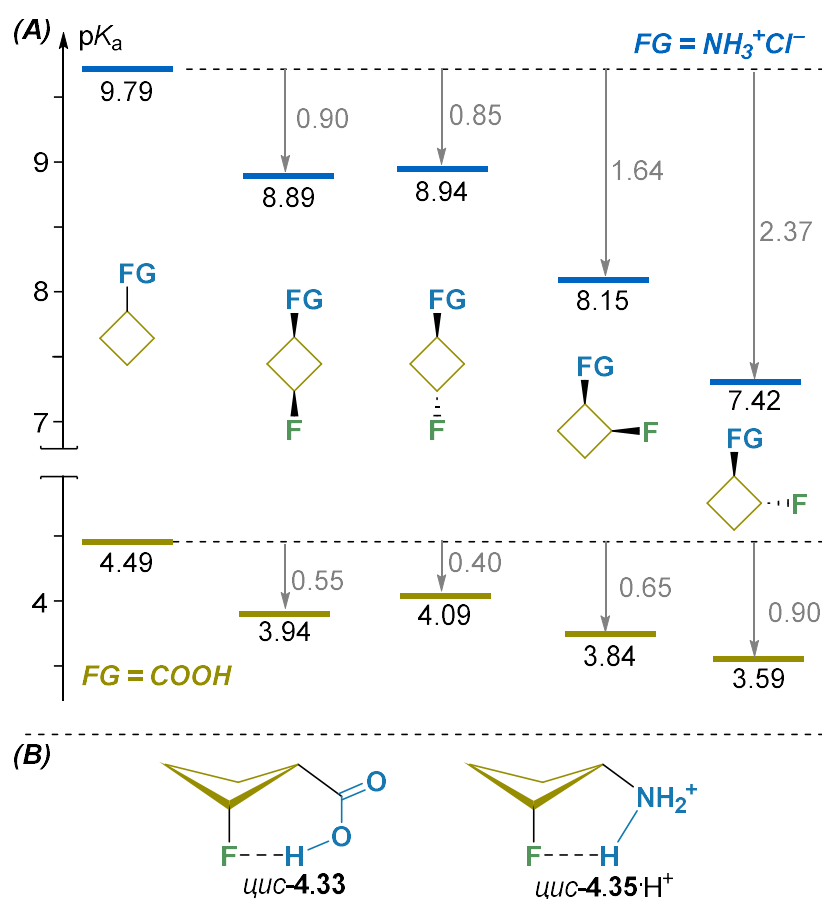 (A)
pKa
FG = NH3+Cl–
9.79
0.90
0.85
9
8.89
8.94
1.64
2.37
8
8.15
FG
FG
FG
FG
7.42
7
F
F
F
FG
F
4.49
0.55
0.40
0.65
0.90
4
3.94
4.09
3.84
3.59
FG = COOH
(B)
O
NH2+
O
F
H
F
H
цис-4.33
цис-4.35·H+